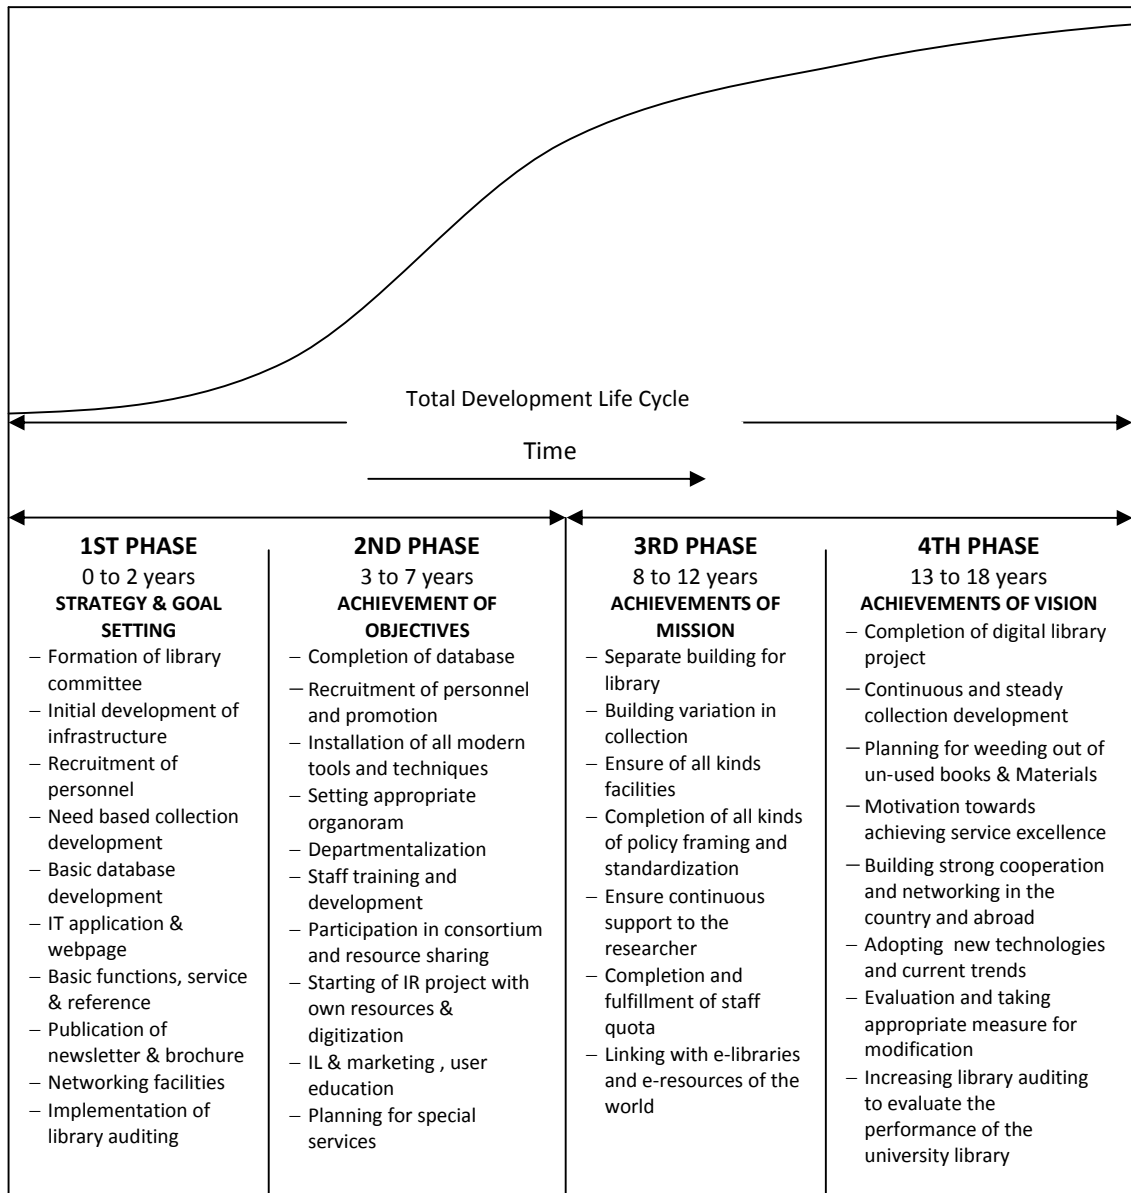 Total Development Life Cycle
Time
1ST PHASE
0 to 2 years
STRATEGY & GOAL
SETTING
– Formation of library
committee
– Initial development of
infrastructure
– Recruitment of
personnel
– Need based collection
development
– Basic database
development
– IT application &
webpage
– Basic functions, service
& reference
– Publication of
newsletter & brochure
– Networking facilities
– Implementation of
library auditing
2ND PHASE
3 to 7 years
ACHIEVEMENT OF
OBJECTIVES
– Completion of database
– Recruitment of personnel
and promotion
– Installation of all modern
tools and techniques
– Setting appropriate
organoram
– Departmentalization
– Staff training and
development
– Participation in consortium
and resource sharing
– Starting of IR project with
own resources &
digitization
– IL & marketing , user
education
– Planning for special
services
3RD PHASE
8 to 12 years
ACHIEVEMENTS OF
MISSION
– Separate building for
library
– Building variation in
collection
– Ensure of all kinds
facilities
– Completion of all kinds
of policy framing and
standardization
– Ensure continuous
support to the
researcher
– Completion and
fulfillment of staff
quota
– Linking with e-libraries
and e-resources of the
world
4TH PHASE
13 to 18 years
ACHIEVEMENTS OF VISION
– Completion of digital library
project
– Continuous and steady
collection development
– Planning for weeding out of
un-used books & Materials
– Motivation towards
achieving service excellence
– Building strong cooperation
and networking in the
country and abroad
– Adopting new technologies
and current trends
– Evaluation and taking
appropriate measure for
modification
– Increasing library auditing
to evaluate the
performance of the
university library